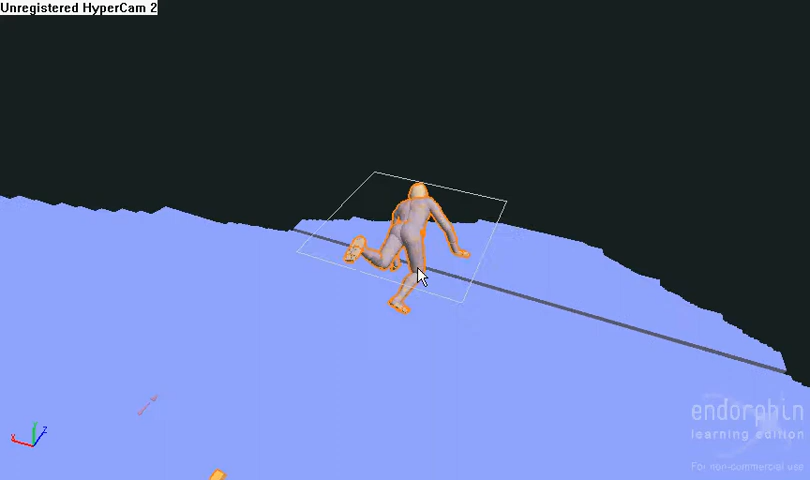 Unregistered HyperCam 2
Y
Z
X
endorphin
learning edition
For non-commercial use